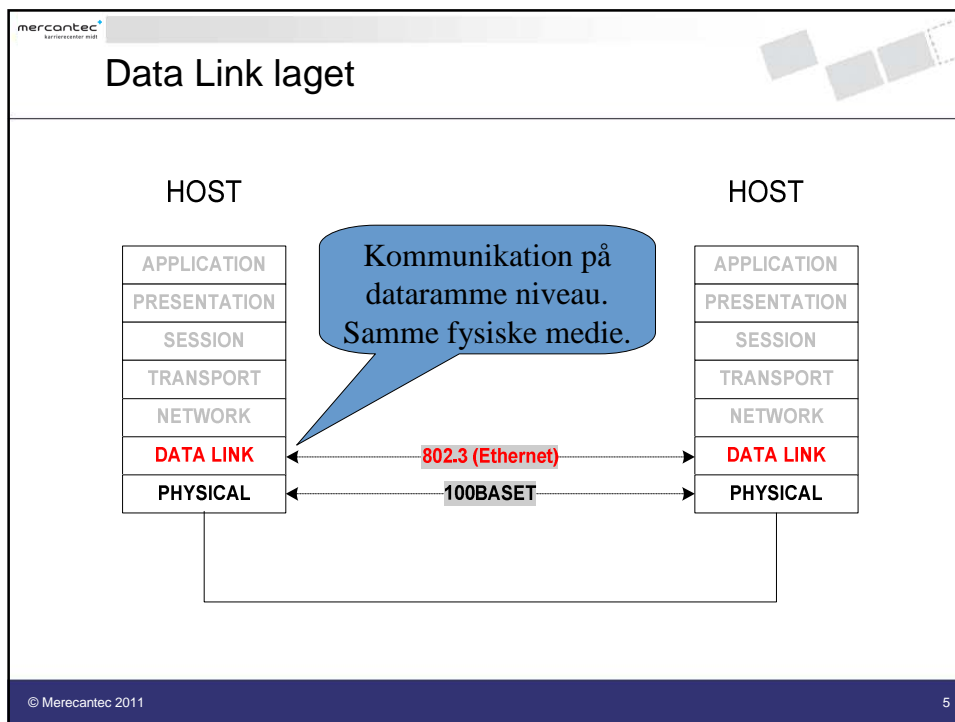 mercantec
karrierecenter midt
Data Link laget
HOST
HOST
APPLICATION
PRESENTATION
SESSION
TRANSPORT
NETWORK
DATA LINK
PHYSICAL
Kommunikation på
dataramme niveau.
Samme fysiske medie.
802.3 (Ethernet)
100BASET
APPLICATION
PRESENTATION
SESSION
TRANSPORT
NETWORK
DATA LINK
PHYSICAL
© Merecantec 2011
5